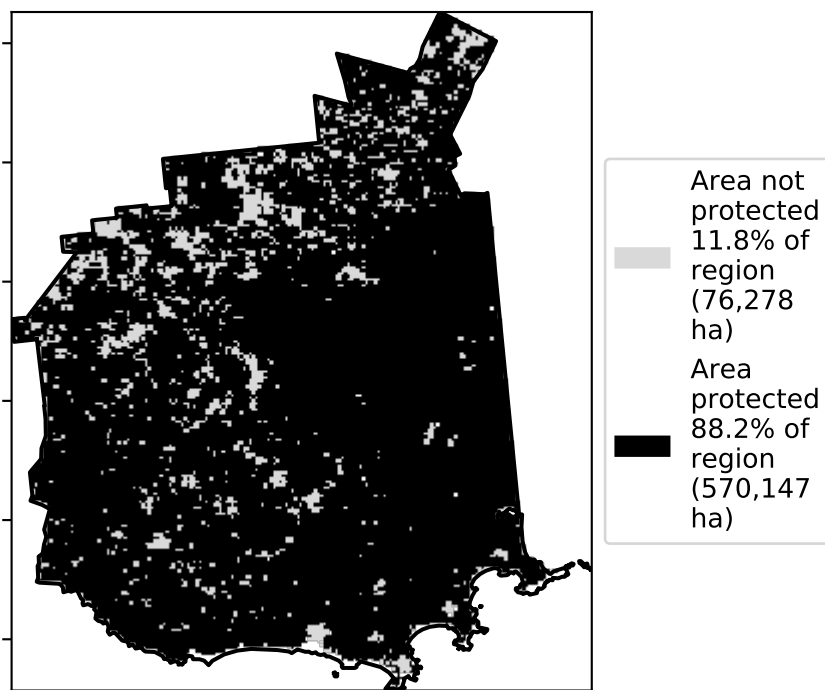 Area not
protected
11.8% of
region
(76,278
ha)
Area
protected
88.2% of
region
(570,147
ha)